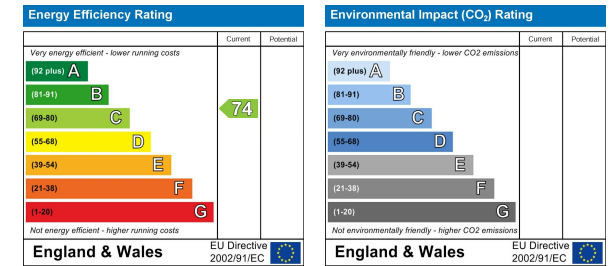 Energy Efficiency Rating
Current Potential
Very energy efficient - lower running costs
(92 plus) A
(81-91) B
(69-80) C
74
(55-68) D
(39-54) E
(21-38) F
(1-20) G
Not energy efficient - higher running costs
England & Wales
EU Directive
2002/91/EC
Environmental Impact (CO₂) Rating
Current Potential
Very environmentally friendly - lower CO2 emissions
(92 plus) A
(81-91) B
(69-80) C
(55-68) D
(39-54) E
(21-38) F
(1-20) G
Not environmentally friendly - higher CO2 emissions
England & Wales
EU Directive
2002/91/EC